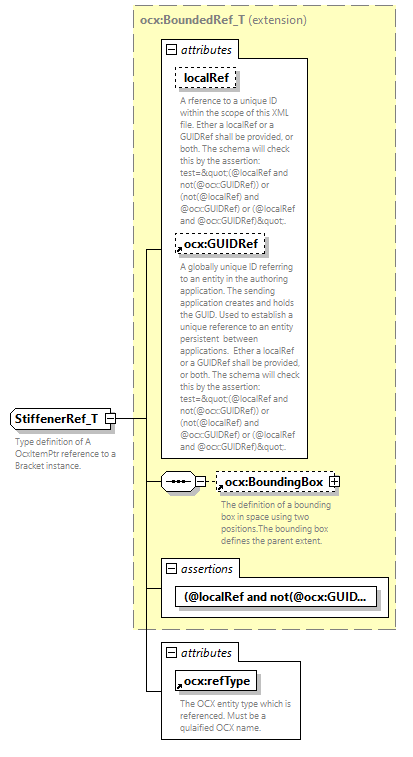 ocx:BoundedRef_T (extension)
attributes
localRef
A rference to a unique ID
within the scope of this XML
file. Ether a localRef or a
GUIDRef shall be provided, or
both. The schema will check
this by the assertion:
test=&quot;(@localRef and
not(@ocx:GUIDRef)) or
(not(@localRef) and
@ocx:GUIDRef) or (@localRef
and @ocx:GUIDRef)&quot;.
ocx:GUIDRef
A globally unique ID referring
to an entity in the authoring
application. The sending
application creates and holds
the GUID. Used to establish a
unique reference to an entity
persistent between
applications. Ether a localRef
or a GUIDRef shall be provided,
or both. The schema will check
this by the assertion:
test=&quot;(@localRef and
not(@ocx:GUIDRef)) or
(not(@localRef) and
@ocx:GUIDRef) or (@localRef
and @ocx:GUIDRef)&quot;.
StiffenerRef_T
Type definition of A
OcxItemPtr reference to a
Bracket instance.
ocx:BoundingBox
The definition of a bounding
box in space using two
positions.The bounding box
defines the parent extent.
assertions
(@localRef and not(@ocx:GUID...
attributes
ocx:refType
The OCX entity type which is
referenced. Must be a
qulaified OCX name.